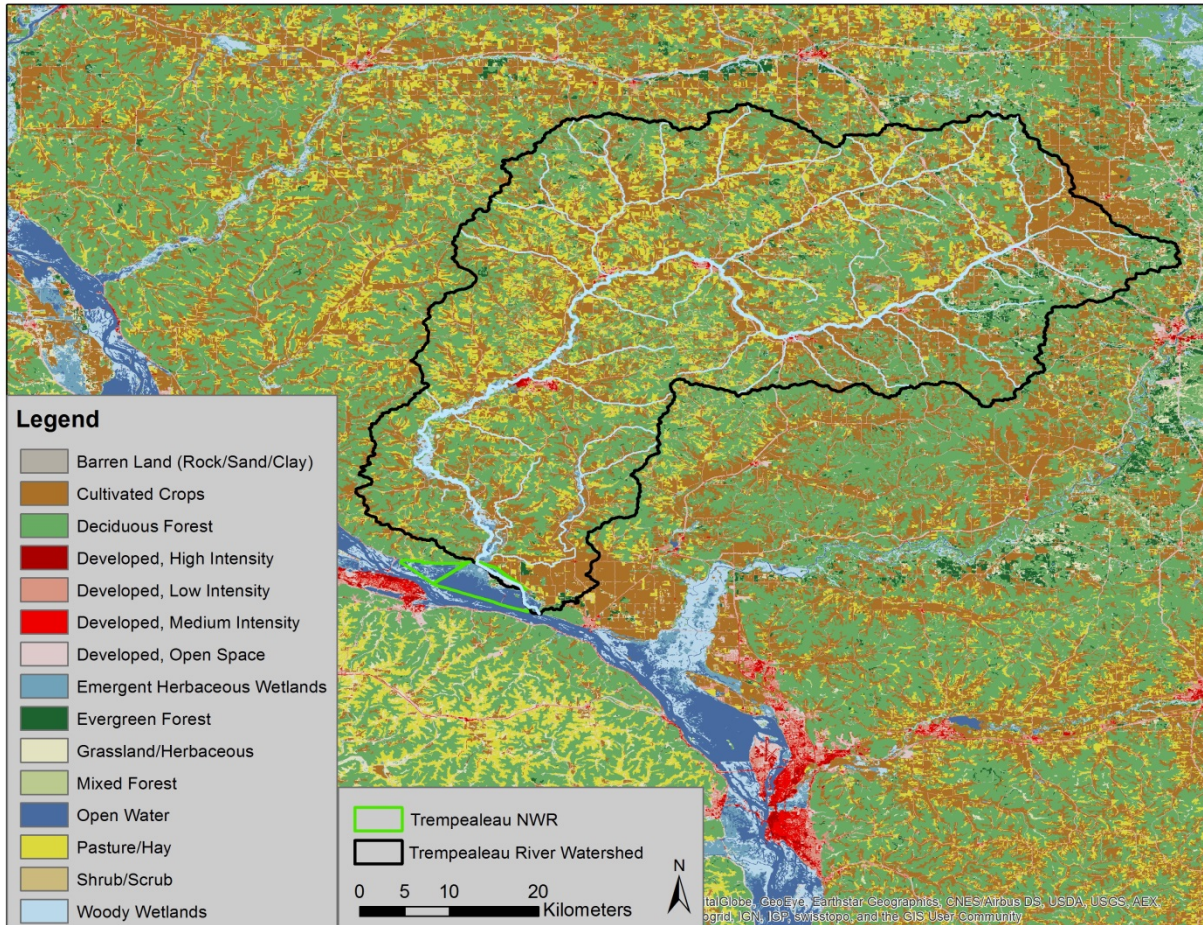 Legend
Barren Land (Rock/Sand/Clay)
Cultivated Crops
Deciduous Forest
Developed, High Intensity
Developed, Low Intensity
Developed, Medium Intensity
Developed, Open Space
Emergent Herbaceous Wetlands
Evergreen Forest
Grassland/Herbaceous
Mixed Forest
Open Water
Pasture/Hay
Shrub/Scrub
Woody Wetlands
Trempealeau NWR
Trempealeau River Watershed
N
0 5 10 20
Kilometers
italGlobe, GeoEye, Earthstar Geographics, CNES/Airbus DS, USDA, USGS, AEX,
ogrid, IGN, IGP, swisstopo, and the GIS User Community